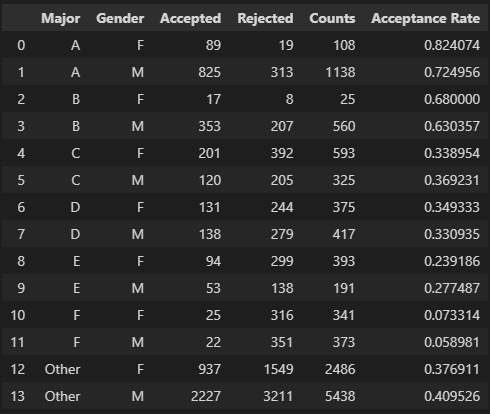 Major Gender Accepted Rejected Counts Acceptance Rate
0 A F 89 19 108 0.824074
1 A M 825 313 1138 0.724956
2 B F 17 8 25 0.680000
3 B M 353 207 560 0.630357
4 C F 201 392 593 0.338954
5 C M 120 205 325 0.369231
6 D F 131 244 375 0.349333
7 D M 138 279 417 0.330935
8 E F 94 299 393 0.239186
9 E M 53 138 191 0.277487
10 F F 25 316 341 0.073314
11 F M 22 351 373 0.058981
12 Other F 937 1549 2486 0.376911
13 Other M 2227 3211 5438 0.409526